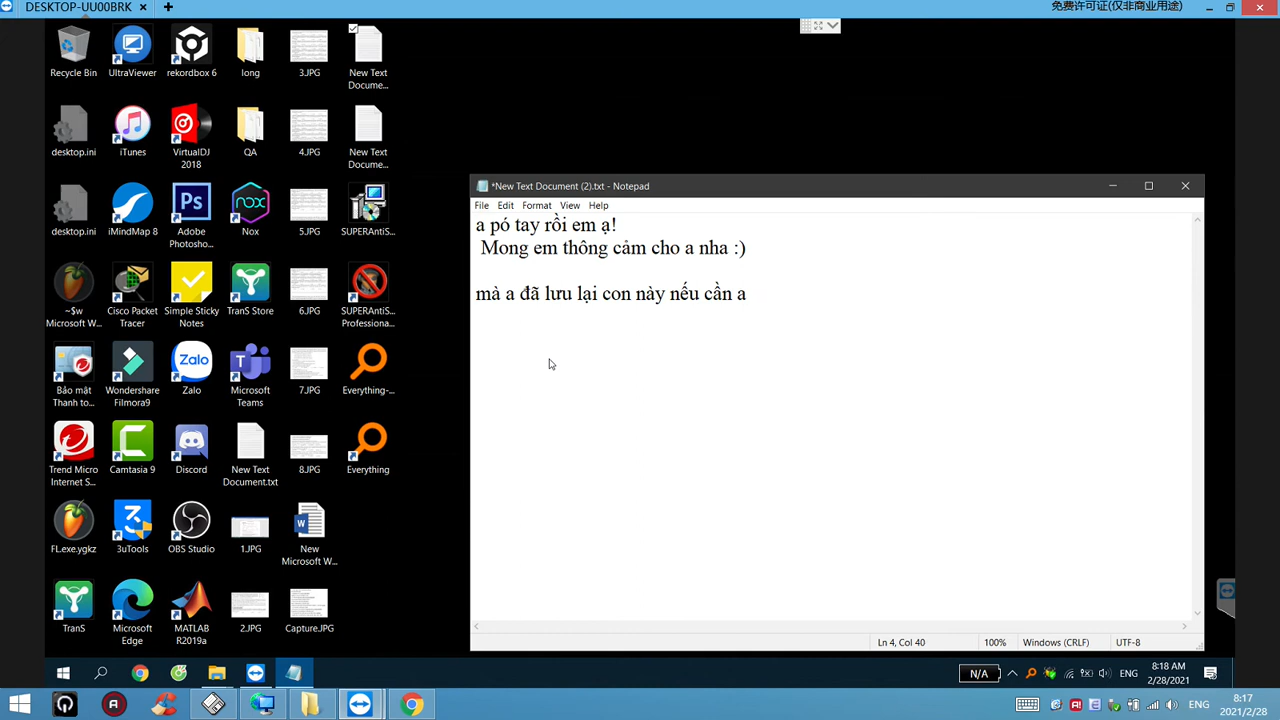 DESKTOP-UU00BRK
免费许可证(仅非商业用途)
Recycle Bin
UltraViewer
rekordbox 6
long
3.JPG
New Text Docume...
desktop.ini
iTunes
VirtualDJ 2018
QA
4.JPG
New Text Docume...
desktop.ini
iMindMap 8
Adobe Photosho...
Nox
5.JPG
SUPERAntiS...
~$w Microsoft W...
Cisco Packet Tracer
Simple Sticky Notes
TranS Store
6.JPG
SUPERAntiS... Professiona...
Bảo mật Thanh to...
Wondershare Filmora9
Zalo
Microsoft Teams
7.JPG
Everything-...
Trend Micro Internet S...
Camtasia 9
Discord
New Text Document.txt
8.JPG
Everything
FL.exe.ygkz
3uTools
OBS Studio
1.JPG
New Microsoft W...
TranS
Microsoft Edge
MATLAB R2019a
2.JPG
Capture.JPG
*New Text Document (2).txt - Notepad
File Edit Format View Help
a pó tay rồi em ạ!
Mong em thông cảm cho a nha :)
mà a đã lưu lại con này nếu cần a
Ln 4, Col 40 100% Windows (CRLF) UTF-8
N/A
ENG
8:18 AM
2/28/2021
ENG
8:17
2021/2/28